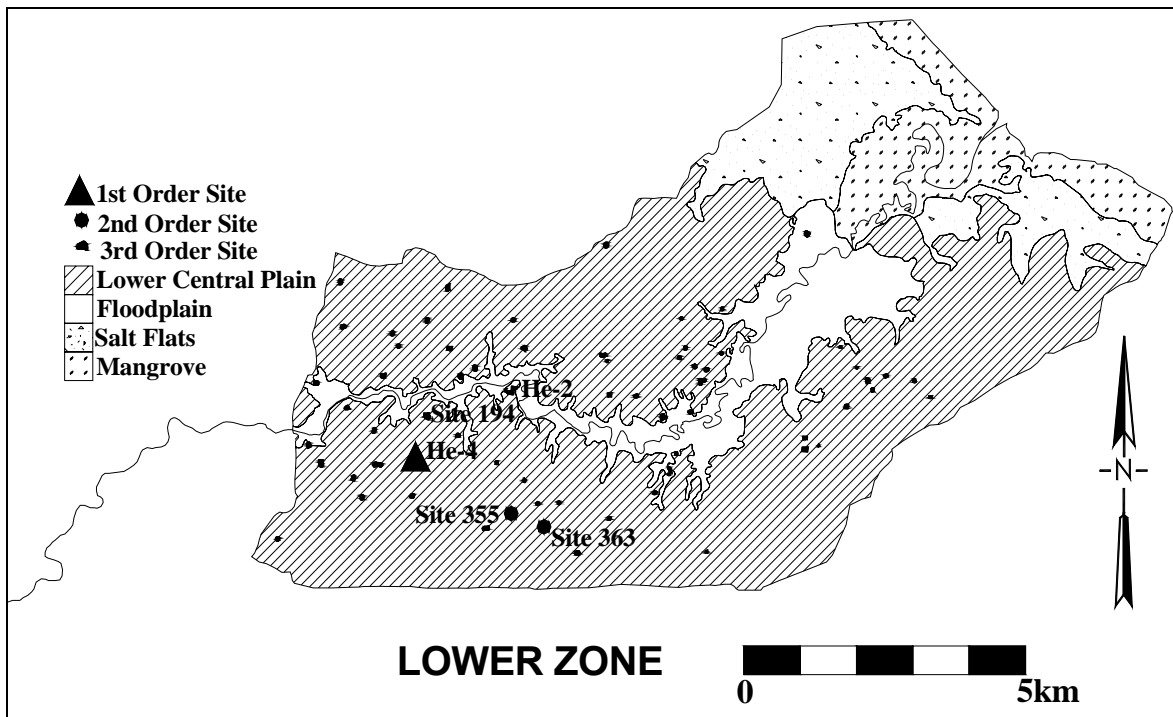 1st Order Site
2nd Order Site
3rd Order Site
Lower Central Plain
Floodplain
Salt Flats
Mangrove
He-2
Site 194
He-4
Site 355
Site 363
N
LOWER ZONE
0 5km